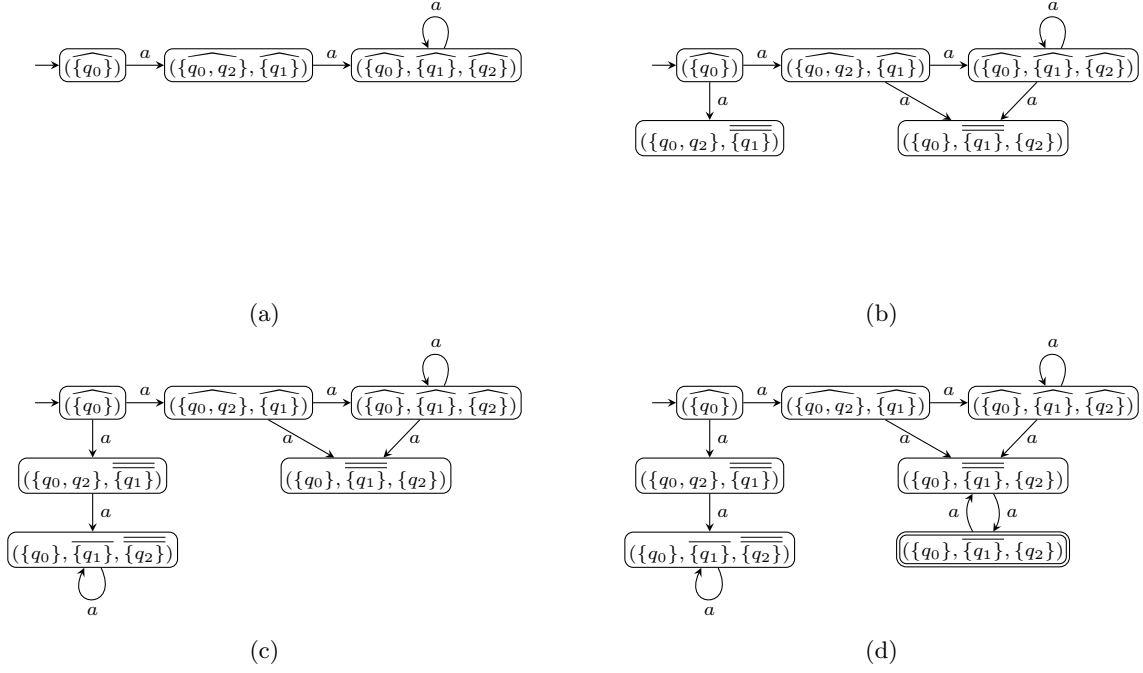 a
({q₀}) a ({q₀, q₂}, {q₁}) a ({q₀}, {q₁}, {q₂})
(a)
a
({q₀}) a ({q₀, q₂}, {q₁}) a ({q₀}, {q₁}, {q₂})
a a a
({q₀, q₂}, {q₁}) ({q₀}, {q₁}, {q₂})
(b)
a
({q₀}) a ({q₀, q₂}, {q₁}) a ({q₀}, {q₁}, {q₂})
a a a
({q₀, q₂}, {q₁}) ({q₀}, {q₁}, {q₂})
a
({q₀}, {q₁}, {q₂})
a
(c)
a
({q₀}) a ({q₀, q₂}, {q₁}) a ({q₀}, {q₁}, {q₂})
a a a
({q₀, q₂}, {q₁}) ({q₀}, {q₁}, {q₂})
a a a
({q₀}, {q₁}, {q₂}) ({q₀}, {q₁}, {q₂})
a
(d)